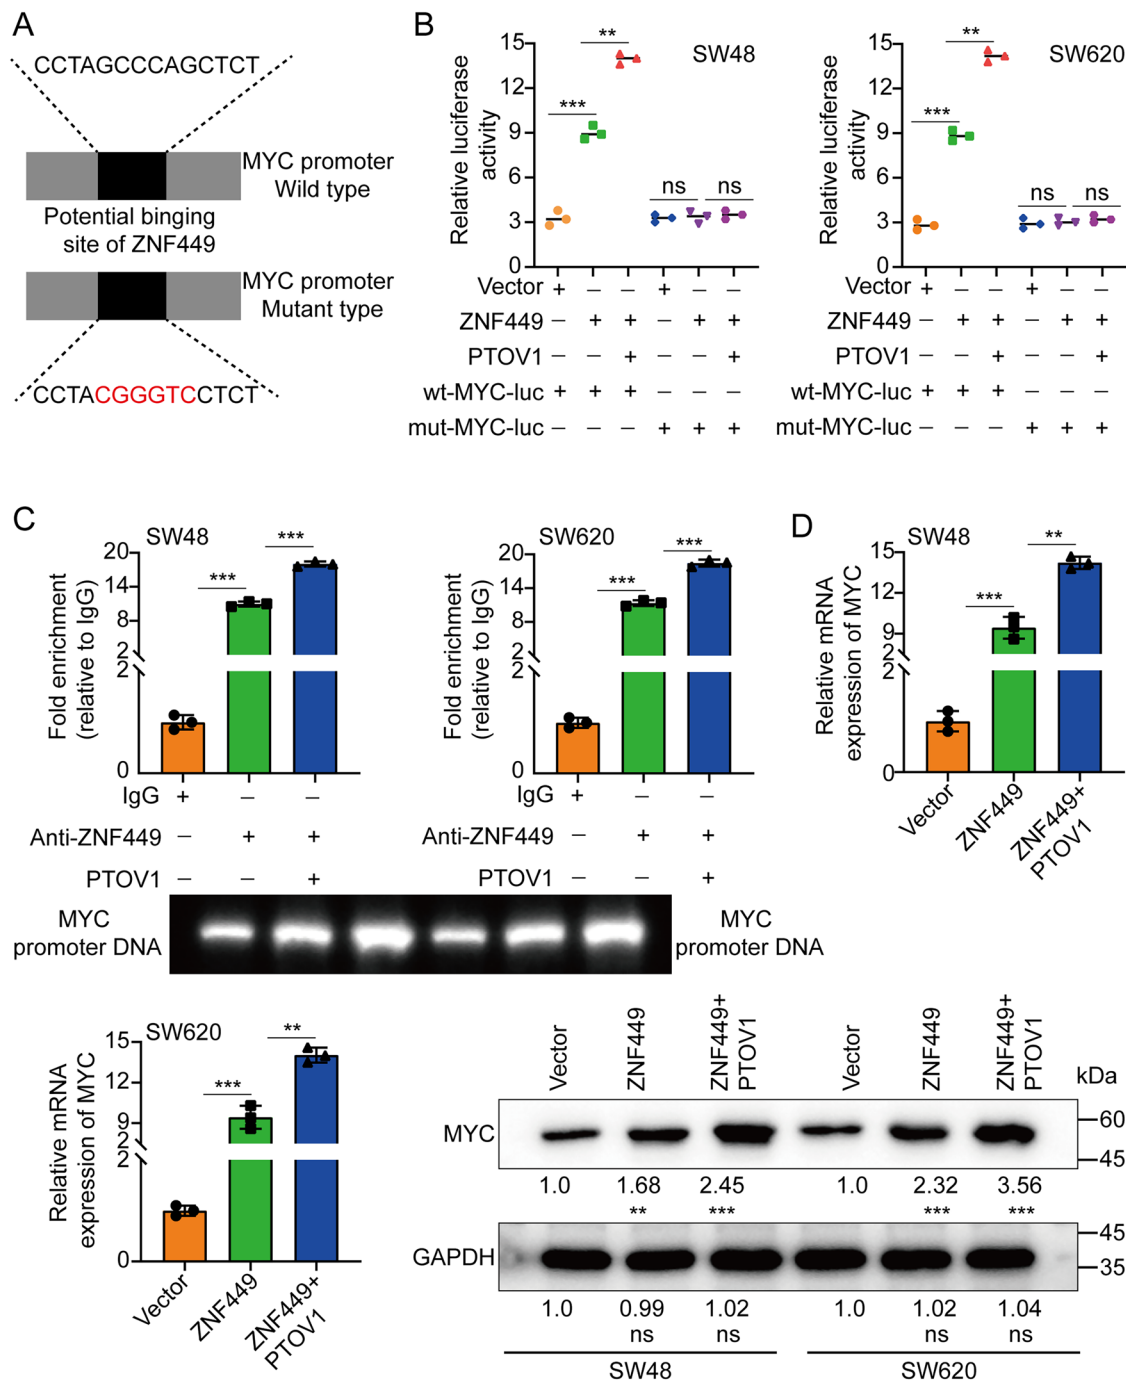 A
CCTAGCCCAGCTCT
MYC promoter
Wild type
Potential binging
site of ZNF449
MYC promoter
Mutant type
CCTACGGGTCCTCT
B
Relative luciferase
activity
15
12
9
6
3
0
SW48
**
***
ns
ns
Vector + – – + – –
ZNF449 – + + – + +
PTOV1 – – + – – +
wt-MYC-luc + + + – – –
mut-MYC-luc – – – + + +
Relative luciferase
activity
15
12
9
6
3
0
SW620
**
***
ns
ns
Vector + – – + – –
ZNF449 – + + – + +
PTOV1 – – + – – +
wt-MYC-luc + + + – – –
mut-MYC-luc – – – + + +
C
SW48
Fold enrichment
(relative to IgG)
20
14
8
2
2
0
***
***
IgG + – –
Anti-ZNF449 – + +
PTOV1 – – +
SW620
Fold enrichment
(relative to IgG)
20
14
8
2
2
0
***
***
IgG + – –
Anti-ZNF449 – + +
PTOV1 – – +
MYC
promoter DNA
MYC
promoter DNA
D
SW48
Relative mRNA
expression of MYC
15
12
9
2
2
0
**
***
Vector
ZNF449
ZNF449+
PTOV1
SW620
Relative mRNA
expression of MYC
15
12
9
2
2
0
**
***
Vector
ZNF449
ZNF449+
PTOV1
Vector
ZNF449
ZNF449+
PTOV1
Vector
ZNF449
ZNF449+
PTOV1
kDa
MYC
60
45
1.0 1.68 2.45 1.0 2.32 3.56
** *** *** ***
GAPDH
45
35
1.0 0.99 1.02 1.0 1.02 1.04
ns ns ns ns
SW48 SW620